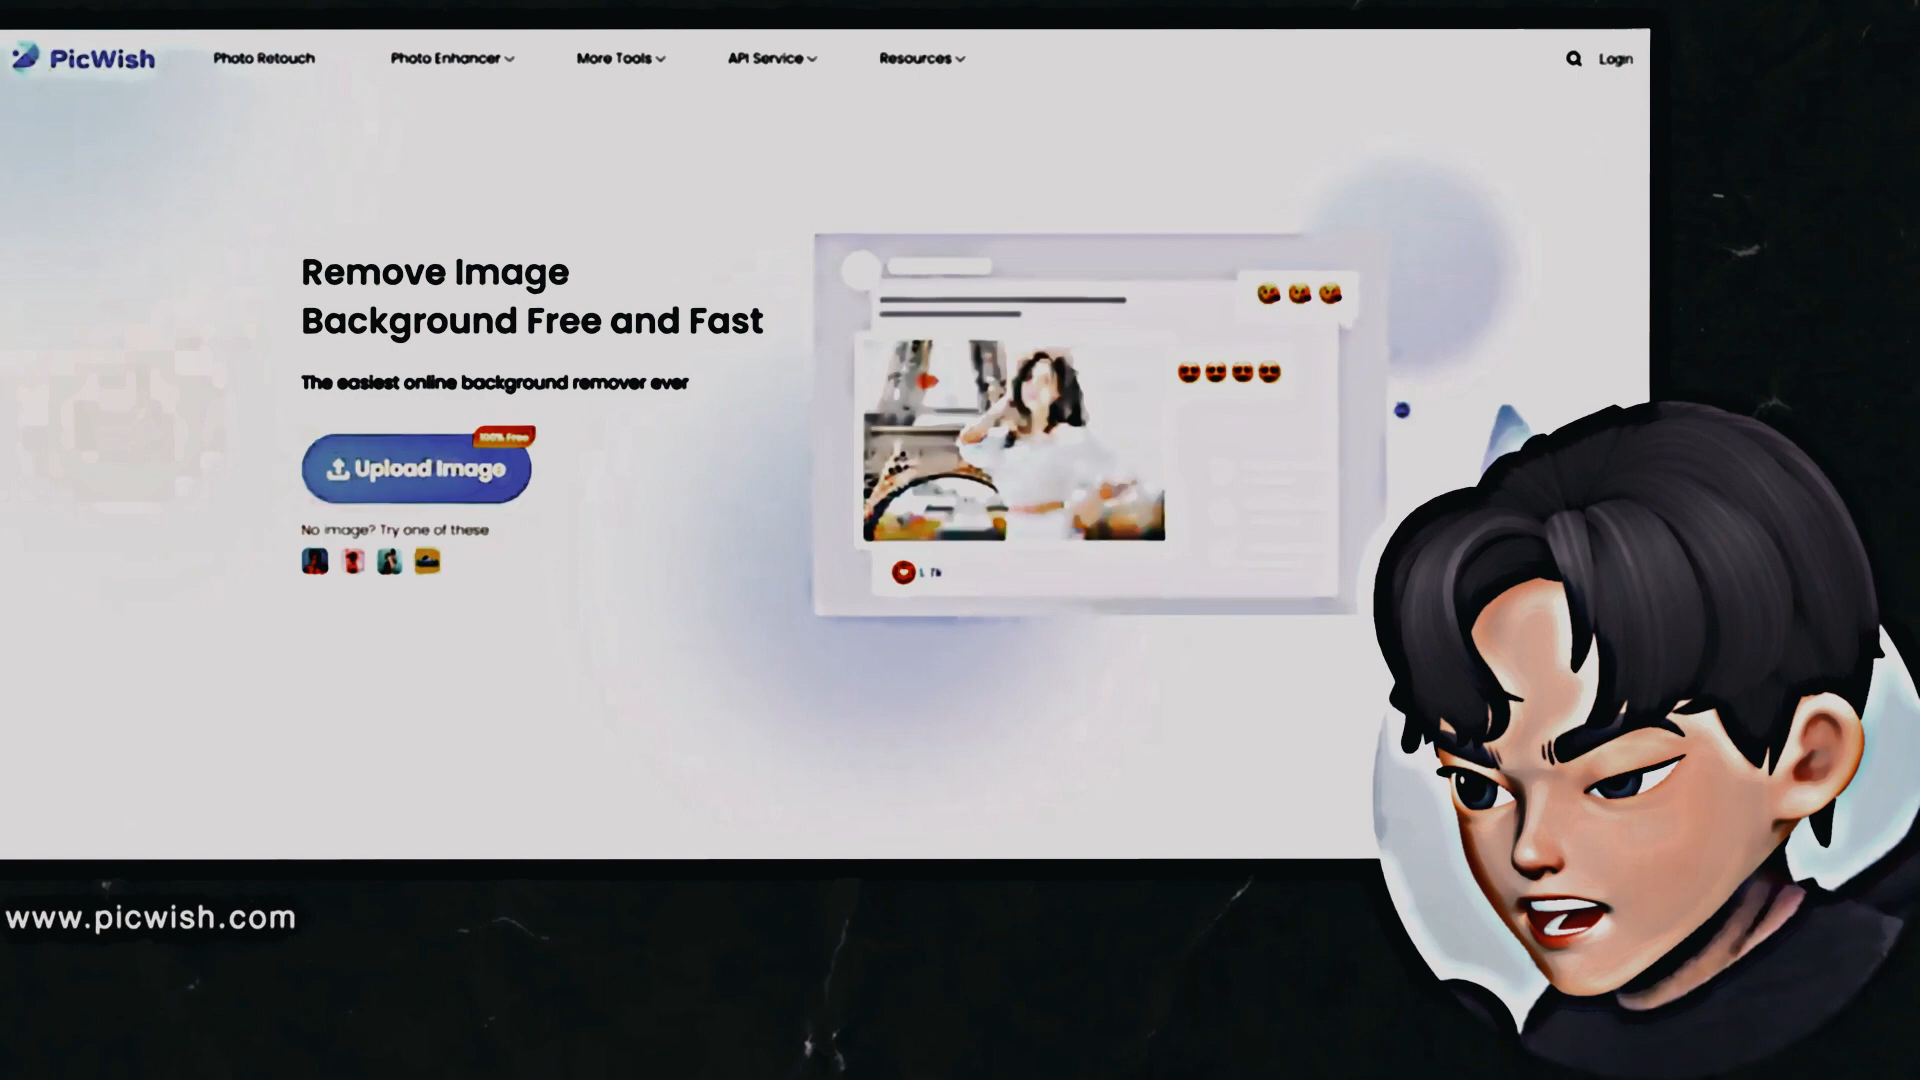 PicWish
Photo Retouch
Photo Enhancer
More Tools
API Service
Resources
Login
Remove Image
Background Free and Fast
The easiest online background remover ever
100% Free
Upload Image
No image? Try one of these
www.picwish.com